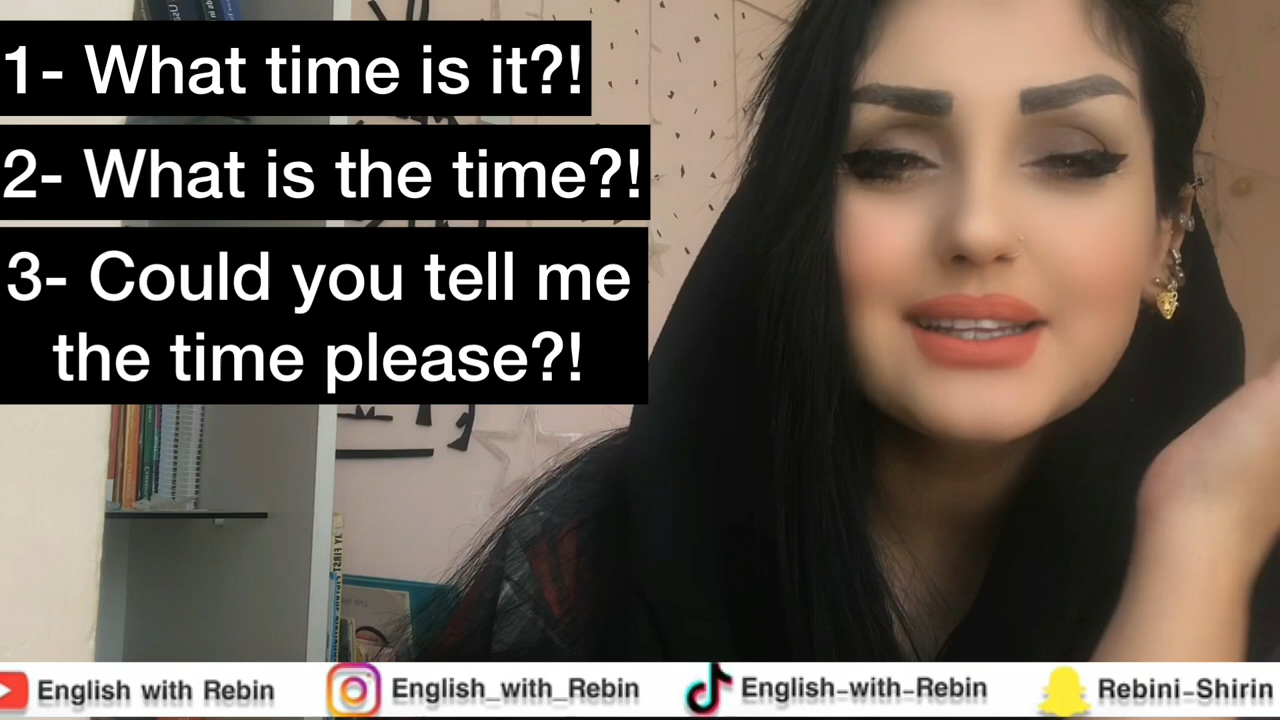 1- What time is it?!
2- What is the time?!
3- Could you tell me
the time please?!
English with Rebin
English_with_Rebin
English-with-Rebin
Rebini-Shirin